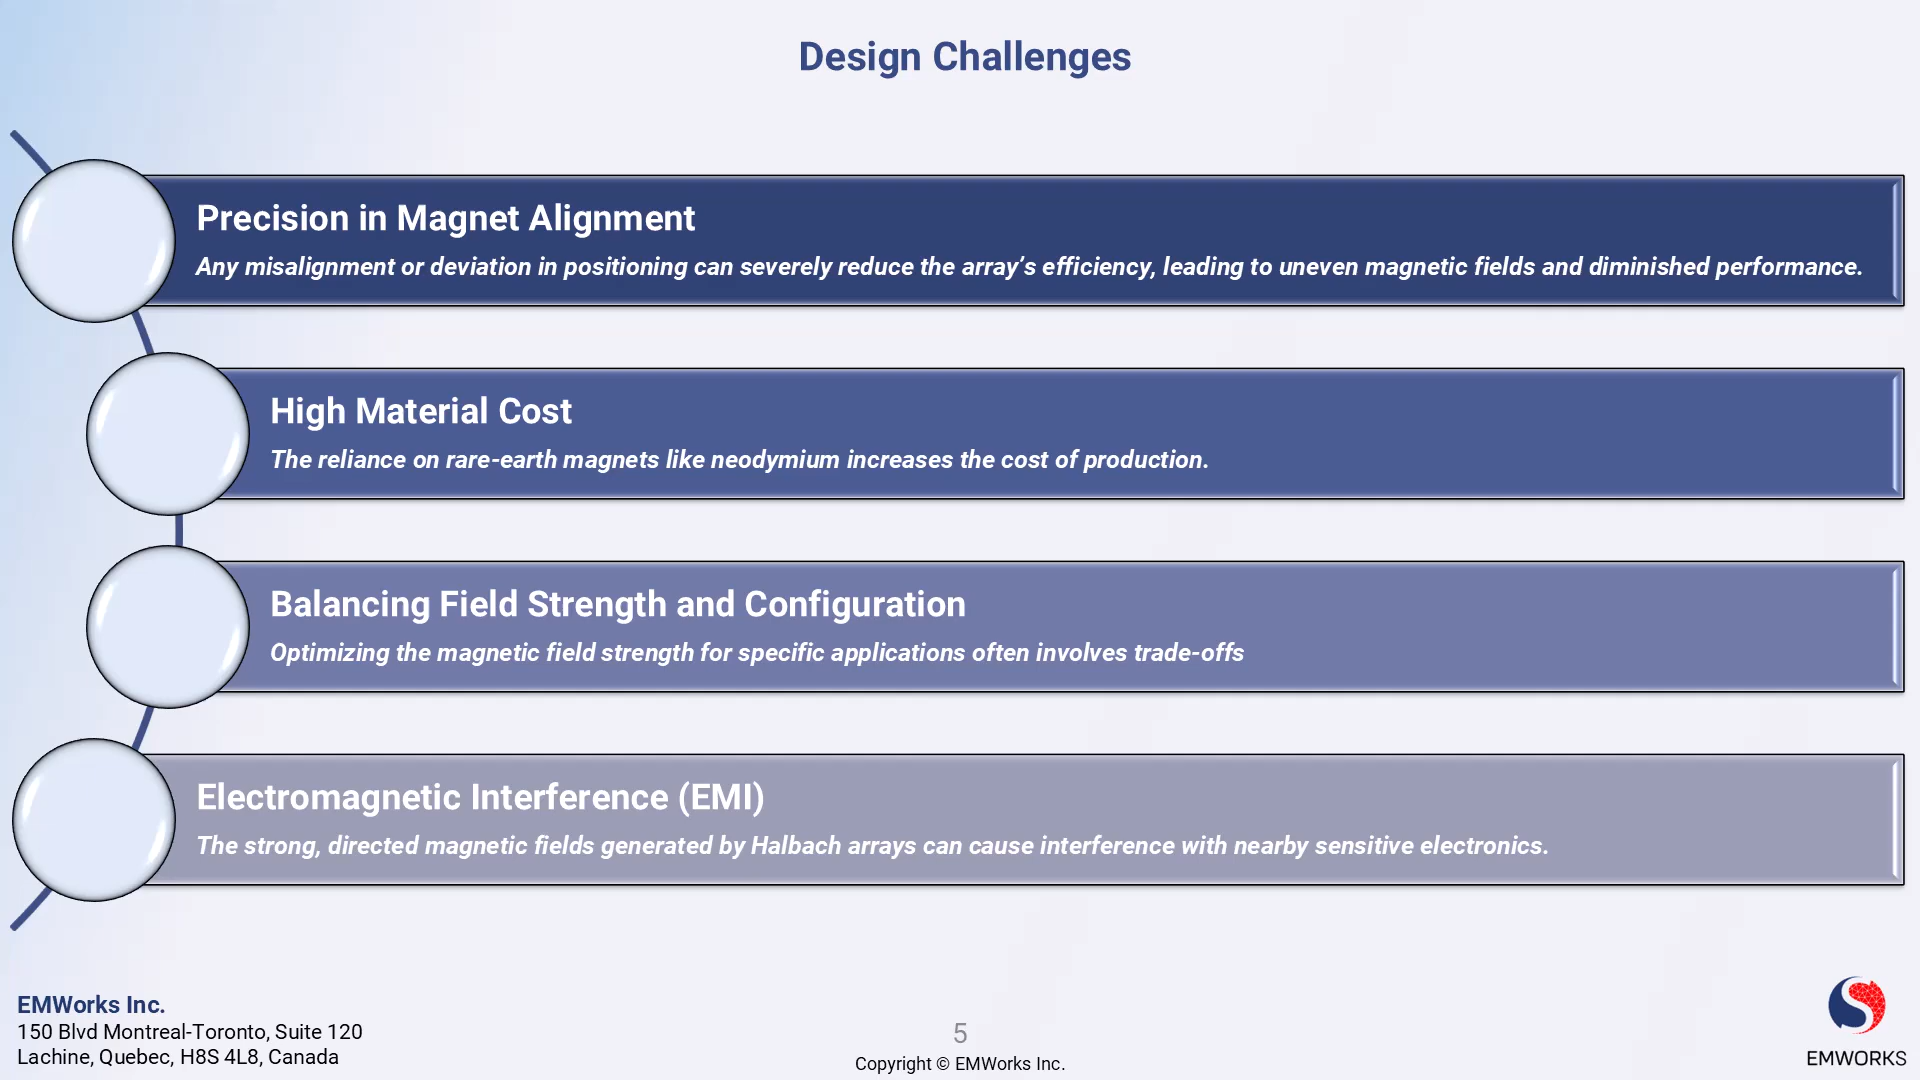 Design Challenges
Precision in Magnet Alignment
Any misalignment or deviation in positioning can severely reduce the array’s efficiency, leading to uneven magnetic fields and diminished performance.
High Material Cost
The reliance on rare-earth magnets like neodymium increases the cost of production.
Balancing Field Strength and Configuration
Optimizing the magnetic field strength for specific applications often involves trade-offs
Electromagnetic Interference (EMI)
The strong, directed magnetic fields generated by Halbach arrays can cause interference with nearby sensitive electronics.
EMWorks Inc.
150 Blvd Montreal-Toronto, Suite 120
Lachine, Quebec, H8S 4L8, Canada
5
Copyright © EMWorks Inc.
EMWORKS